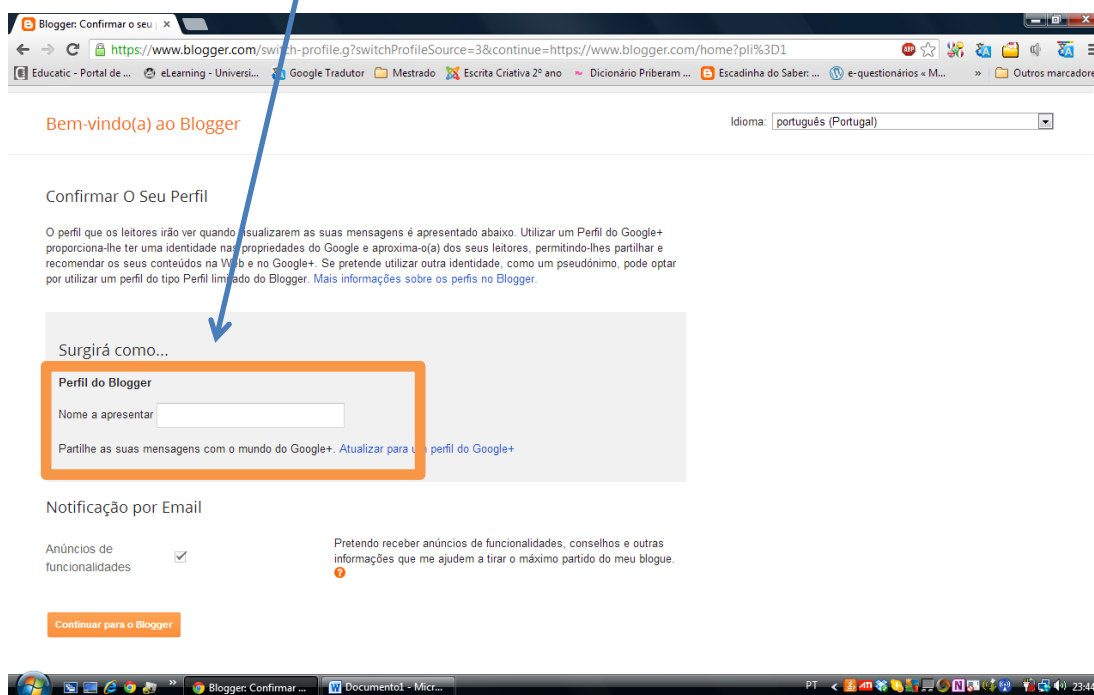 Blogger: Confirmar o seu
https://www.blogger.com/switch-profile.g?switchProfileSource=3&continue=https://www.blogger.com/home?pli%3D1
Educatic - Portal de ... eLearning - Universi... Google Tradutor Mestrado Escrita Criativa 2º ano Dicionário Priberam ... Escadinha do Saber: ... e-questionários « M... » Outros marcadore
Bem-vindo(a) ao Blogger
Idioma: português (Portugal)
Confirmar O Seu Perfil
O perfil que os leitores irão ver quando visualizarem as suas mensagens é apresentado abaixo. Utilizar um Perfil do Google+
proporciona-lhe ter uma identidade nas propriedades do Google e aproxima-o(a) dos seus leitores, permitindo-lhes partilhar e
recomendar os seus conteúdos na Web e no Google+. Se pretende utilizar outra identidade, como um pseudónimo, pode optar
por utilizar um perfil do tipo Perfil limitado do Blogger. Mais informações sobre os perfis no Blogger.
Surgirá como...
Perfil do Blogger
Nome a apresentar
Partilhe as suas mensagens com o mundo do Google+. Atualizar para um perfil do Google+
Notificação por Email
Anúncios de
funcionalidades
Pretendo receber anúncios de funcionalidades, conselhos e outras
informações que me ajudem a tirar o máximo partido do meu blogue.
Continuar para o Blogger
» Blogger: Confirmar ... Documento1 - Micr... PT 23:44